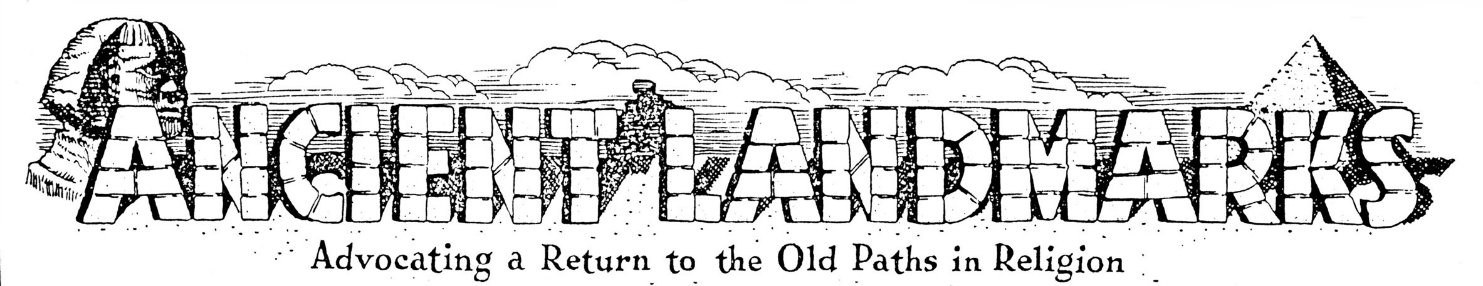 ANCIENT LANDMARKS
Advocating a Return to the Old Paths in Religion